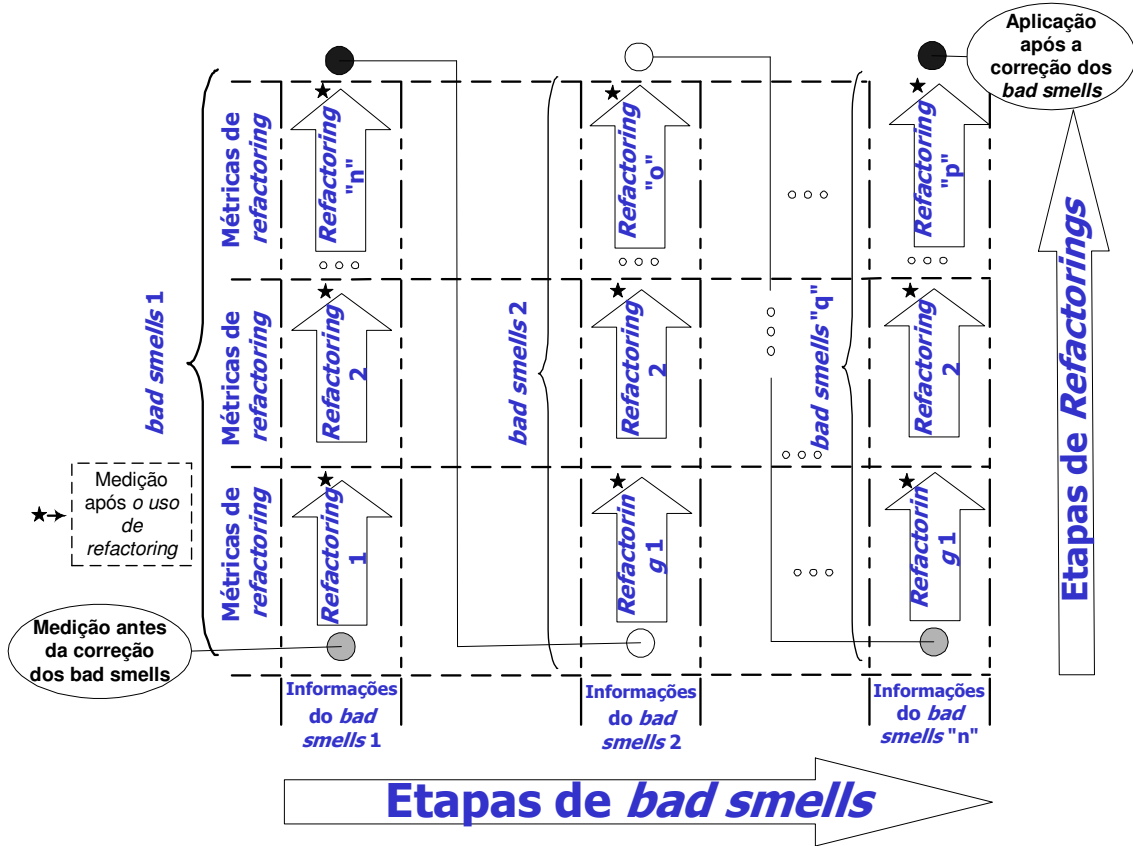 Aplicação
após a
correção dos
bad smells
Métricas de
refactoring
Refactoring
"n"
Refactoring
"o"
Refactoring
"p"
bad smells 1
Métricas de
refactoring
Refactoring
2
bad smells 2
Refactoring
2
bad smells "q"
Refactoring
2
Etapas de Refactorings
Medição
após o uso
de
refactoring
Métricas de
refactoring
Refactoring
1
Refactorin
g 1
Refactorin
g 1
Medição antes
da correção
dos bad smells
Informações
do bad
smells 1
Informações
do bad
smells 2
Informações
do bad
smells "n"
Etapas de bad smells